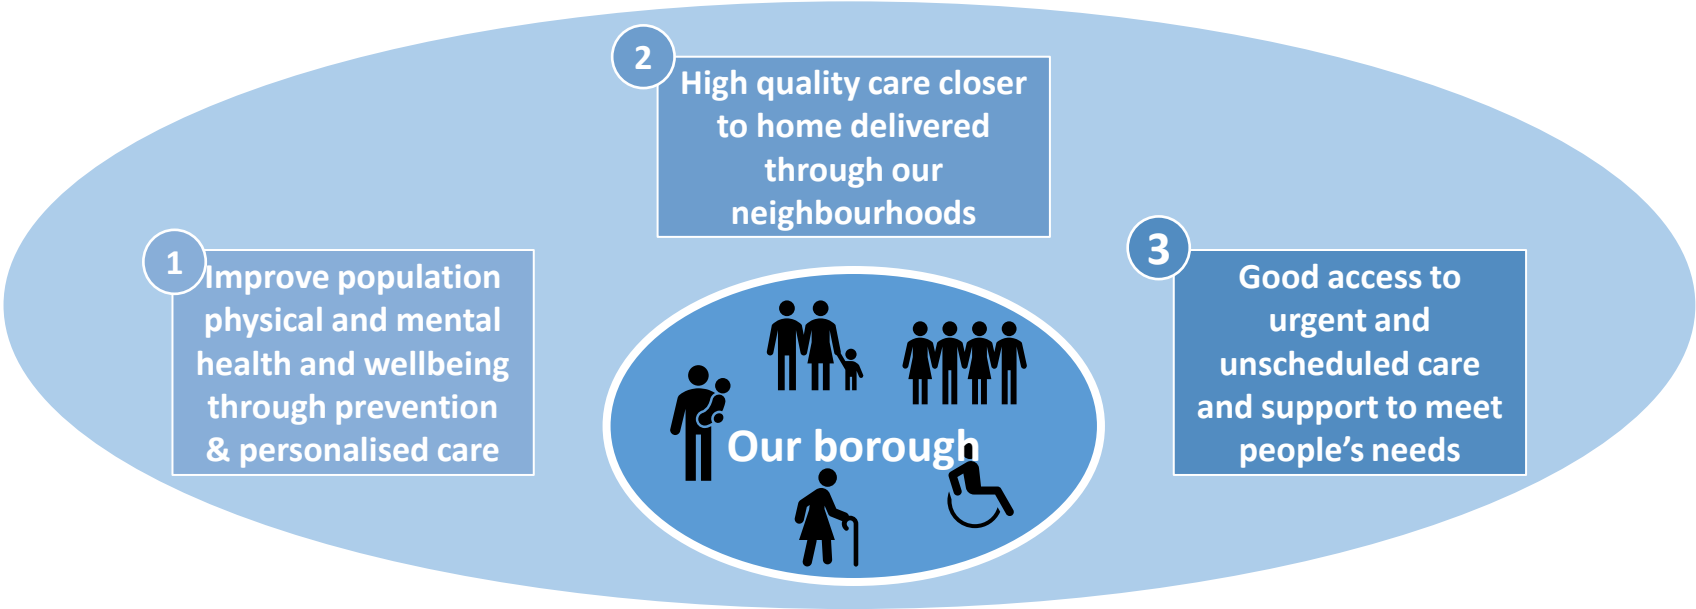 1
Improve population
physical and mental
health and wellbeing
through prevention
& personalised care
2
High quality care closer
to home delivered
through our
neighbourhoods
3
Good access to
urgent and
unscheduled care
and support to meet
people's needs
Our borough